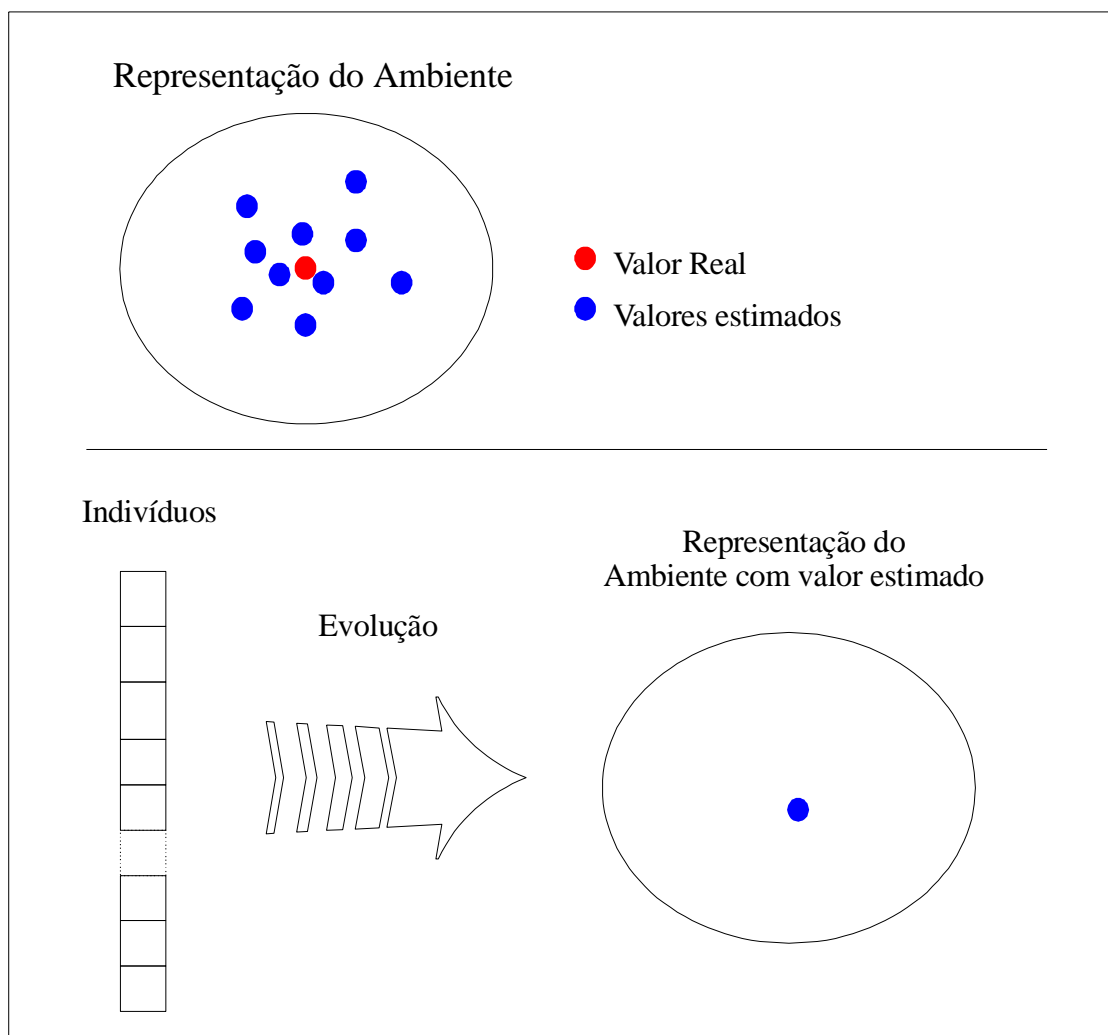 Representação do Ambiente
Valor Real
Valores estimados
Indivíduos
Representação do
Ambiente com valor estimado
Evolução